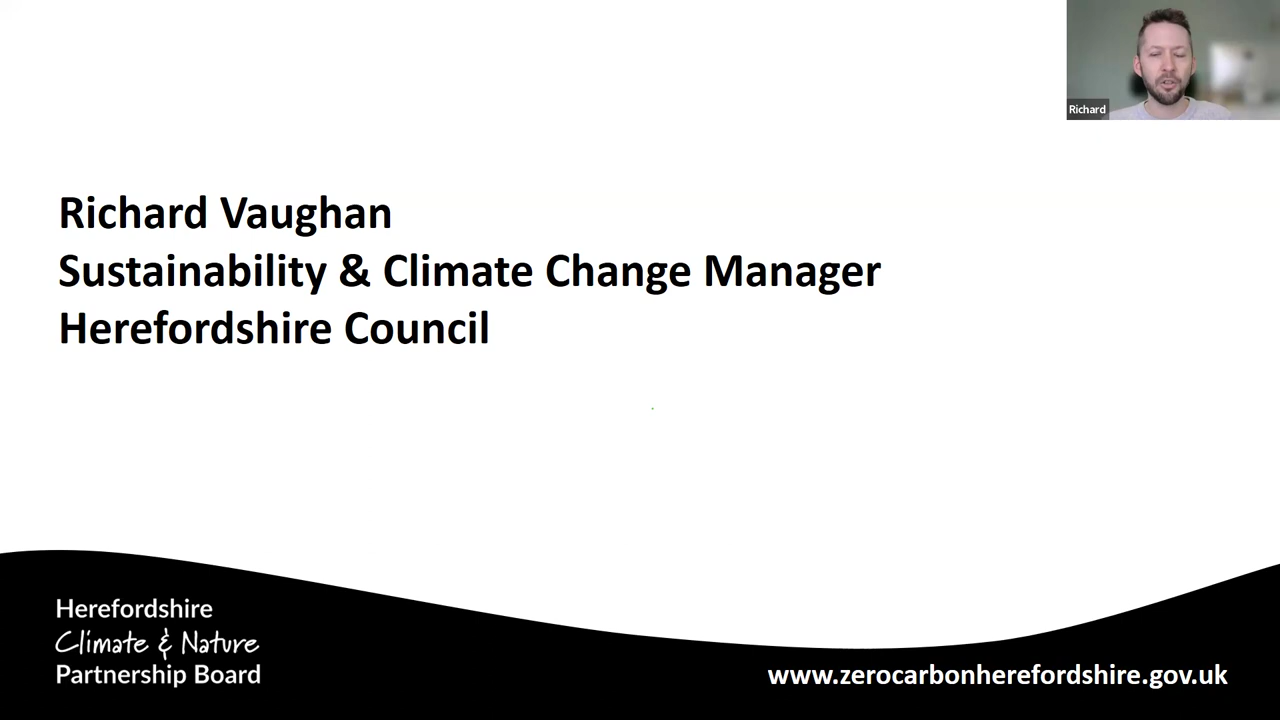 Richard
Richard Vaughan
Sustainability & Climate Change Manager
Herefordshire Council
Herefordshire
Climate & Nature
Partnership Board
www.zerocarbonherefordshire.gov.uk